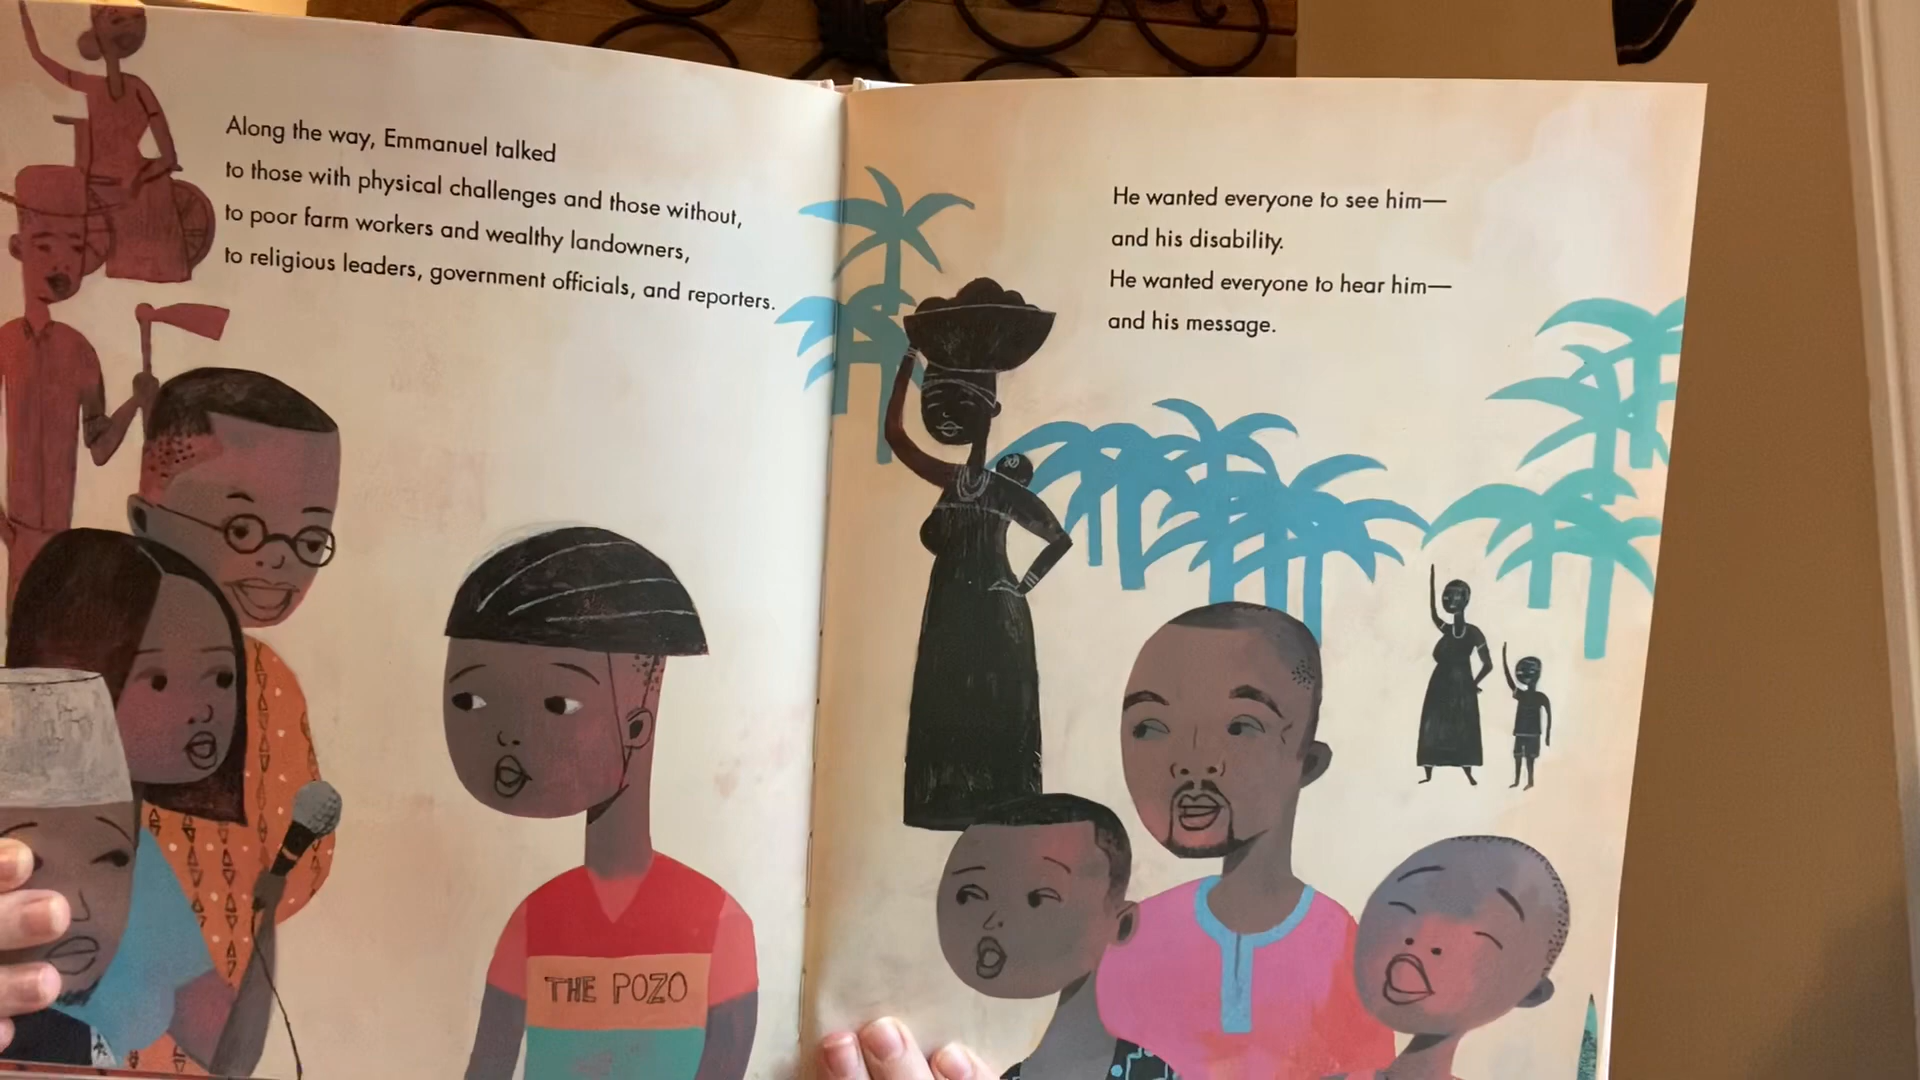 Along the way, Emmanuel talked
to those with physical challenges and those without,
to poor farm workers and wealthy landowners,
to religious leaders, government officials, and reporters.
He wanted everyone to see him—
and his disability.
He wanted everyone to hear him—
and his message.
THE POZO